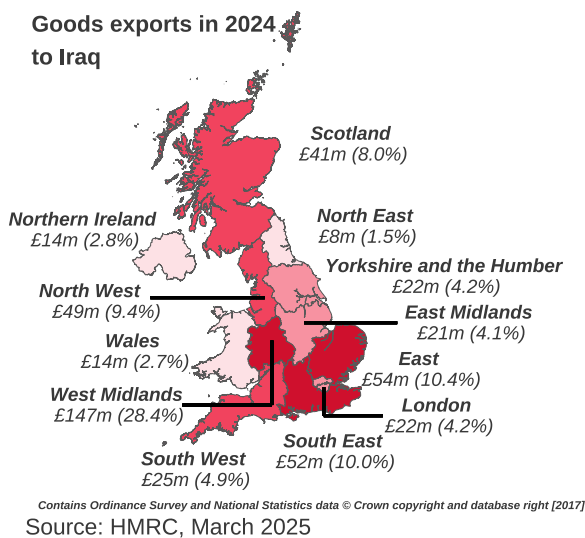 Goods exports in 2024
to Iraq
Scotland
£41m (8.0%)
Northern Ireland
£14m (2.8%)
North East
£8m (1.5%)
Yorkshire and the Humber
£22m (4.2%)
North West
£49m (9.4%)
East Midlands
£21m (4.1%)
Wales
£14m (2.7%)
East
£54m (10.4%)
West Midlands
£147m (28.4%)
London
£22m (4.2%)
South East
£52m (10.0%)
South West
£25m (4.9%)
Contains Ordinance Survey and National Statistics data © Crown copyright and database right [2017]
Source: HMRC, March 2025